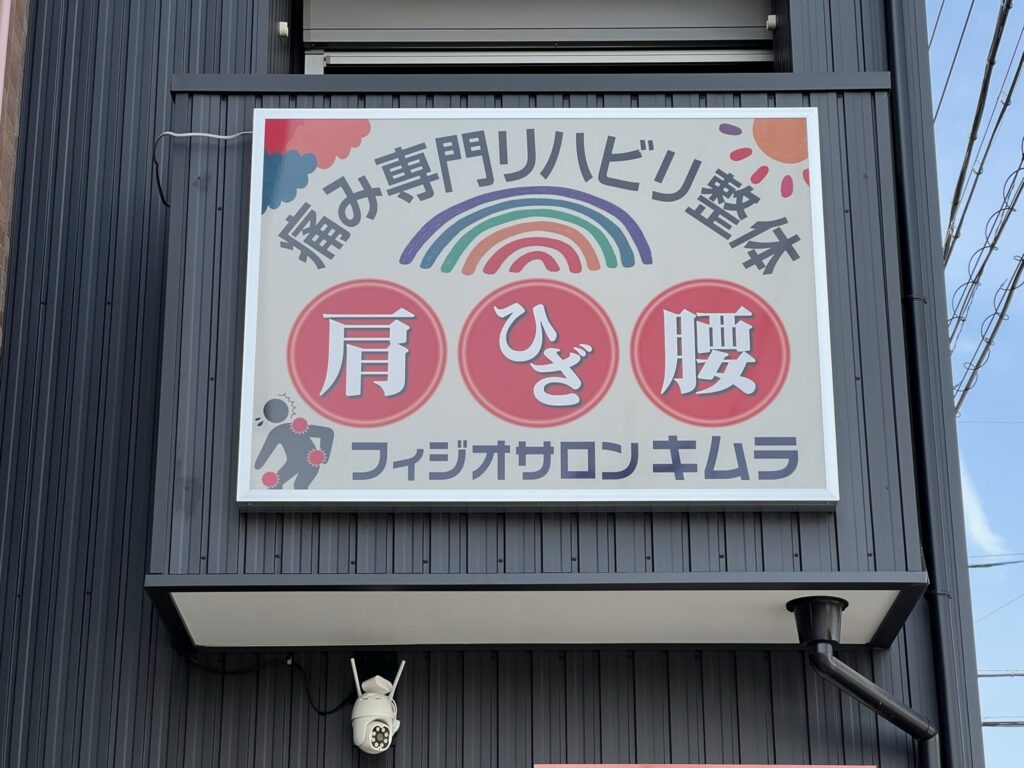 痛み専門リハビリ整体
肩 ひざ 腰
フィジオサロン キムラ